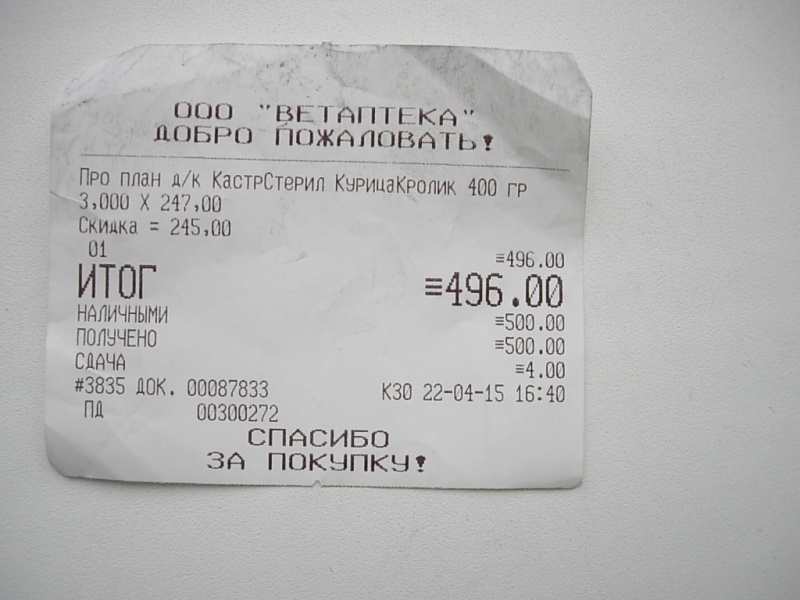 ООО "ВЕТАПТЕКА"
ДОБРО ПОЖАЛОВАТЬ!
Про план д/к КастрСтерил КурицаКролик 400 гр
3,000 X 247,00
Скидка = 245,00
01
≡496.00
ИТОГ ≡496.00
НАЛИЧНЫМИ ≡500.00
ПОЛУЧЕНО ≡500.00
СДАЧА ≡4.00
#3835 ДОК. 00087833 К30 22-04-15 16:40
ПД 00300272
СПАСИБО
ЗА ПОКУПКУ!